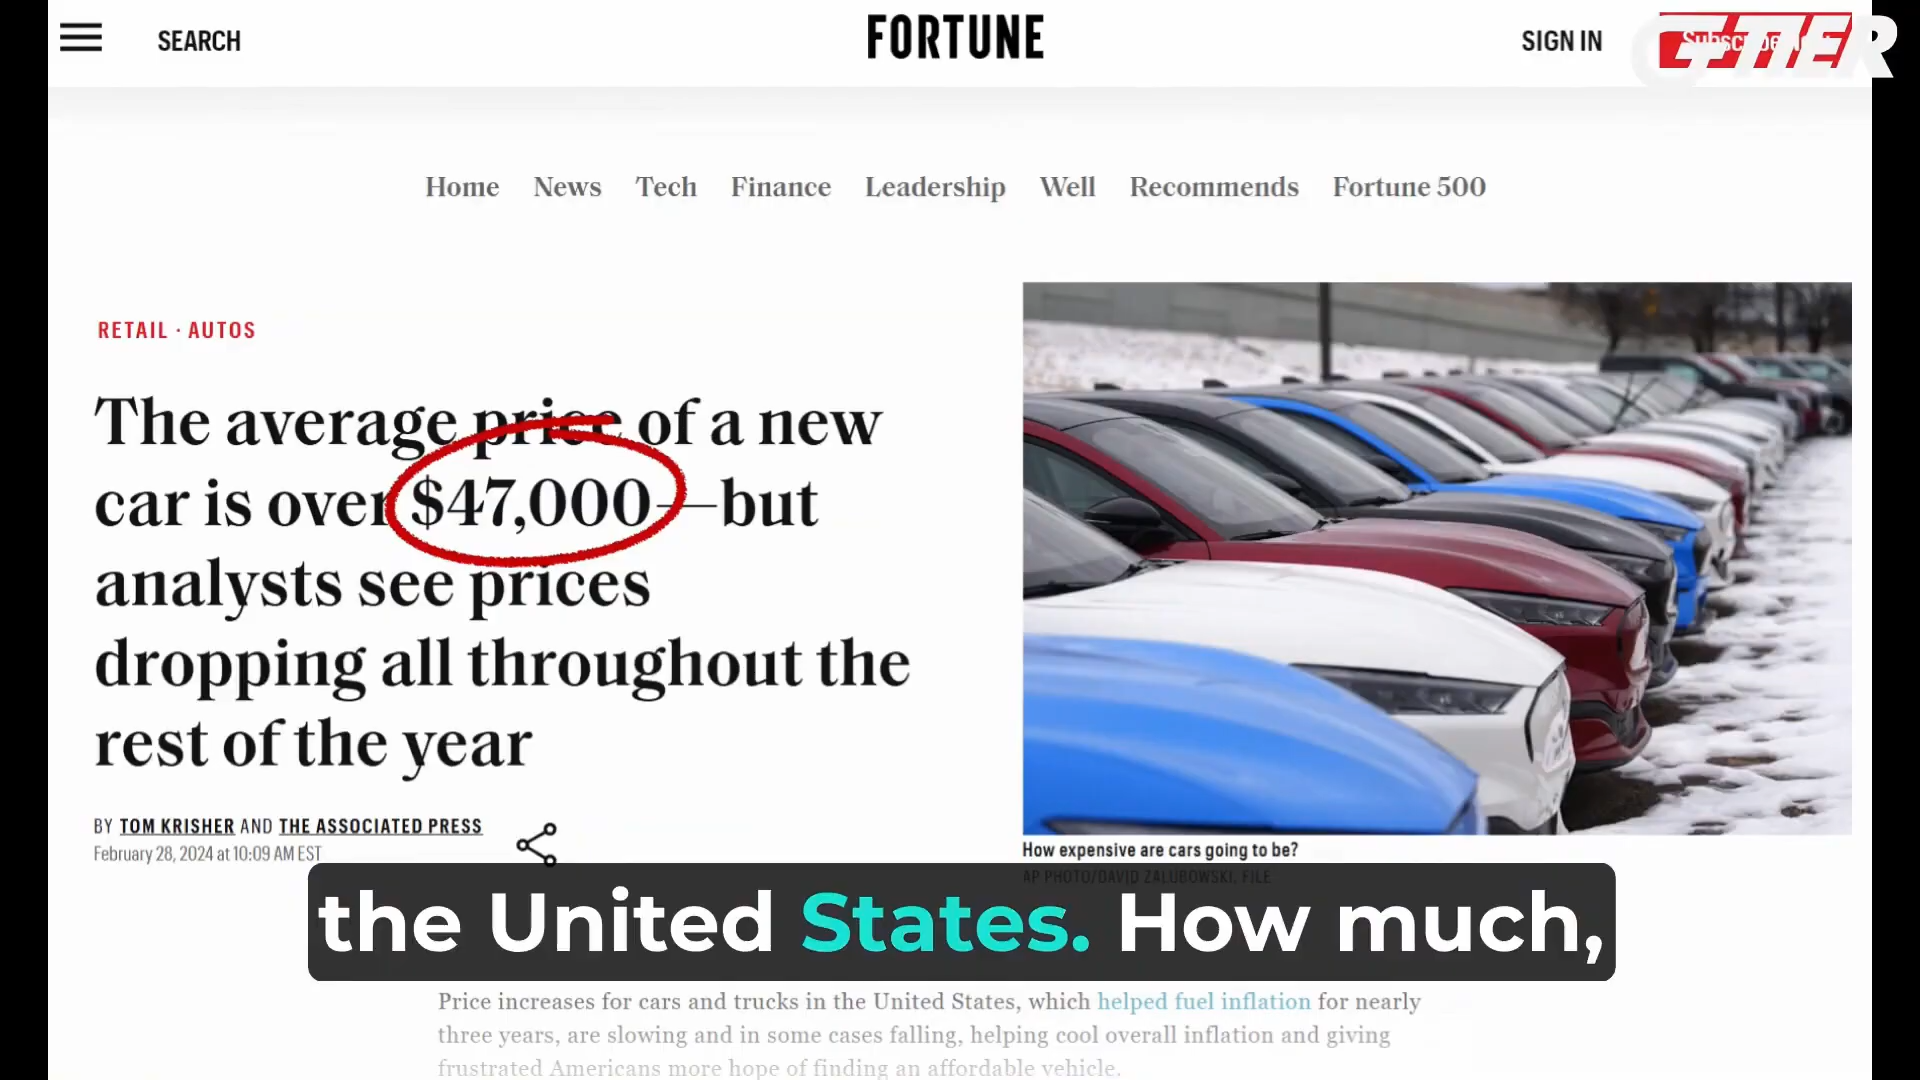 SEARCH
FORTUNE
SIGN IN
TIER
Home News Tech Finance Leadership Well Recommends Fortune 500
RETAIL · AUTOS
The average price of a new
car is over $47,000—but
analysts see prices
dropping all throughout the
rest of the year
BY TOM KRISHER AND THE ASSOCIATED PRESS
February 28, 2024 at 10:09 AM EST
How expensive are cars going to be?
AP PHOTO/DAVID ZALUBOWSKI, FILE
the United States. How much,
Price increases for cars and trucks in the United States, which helped fuel inflation for nearly
three years, are slowing and in some cases falling, helping cool overall inflation and giving
frustrated Americans more hope of finding an affordable vehicle.